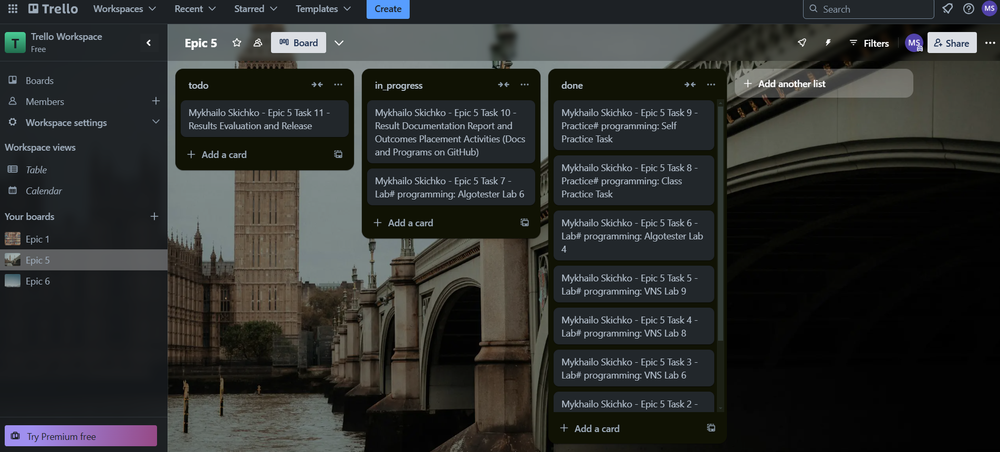 Trello
Workspaces
Recent
Starred
Templates
Create
Search
MS
T
Trello Workspace
Free
Epic 5
Board
Filters
MS
Share
Boards
Members
Workspace settings
Workspace views
Table
Calendar
Your boards
Epic 1
Epic 5
Epic 6
Try Premium free
todo
Mykhailo Skichko - Epic 5 Task 11 -
Results Evaluation and Release
Add a card
in_progress
Mykhailo Skichko - Epic 5 Task 10 -
Result Documentation Report and
Outcomes Placement Activities (Docs
and Programs on GitHub)
Mykhailo Skichko - Epic 5 Task 7 -
Lab# programming: Algotester Lab 6
Add a card
done
Mykhailo Skichko - Epic 5 Task 9 -
Practice# programming: Self
Practice Task
Mykhailo Skichko - Epic 5 Task 8 -
Practice# programming: Class
Practice Task
Mykhailo Skichko - Epic 5 Task 6 -
Lab# programming: Algotester Lab
4
Mykhailo Skichko - Epic 5 Task 5 -
Lab# programming: VNS Lab 9
Mykhailo Skichko - Epic 5 Task 4 -
Lab# programming: VNS Lab 8
Mykhailo Skichko - Epic 5 Task 3 -
Lab# programming: VNS Lab 6
Mykhailo Skichko - Epic 5 Task 2 -
Add a card
Add another list